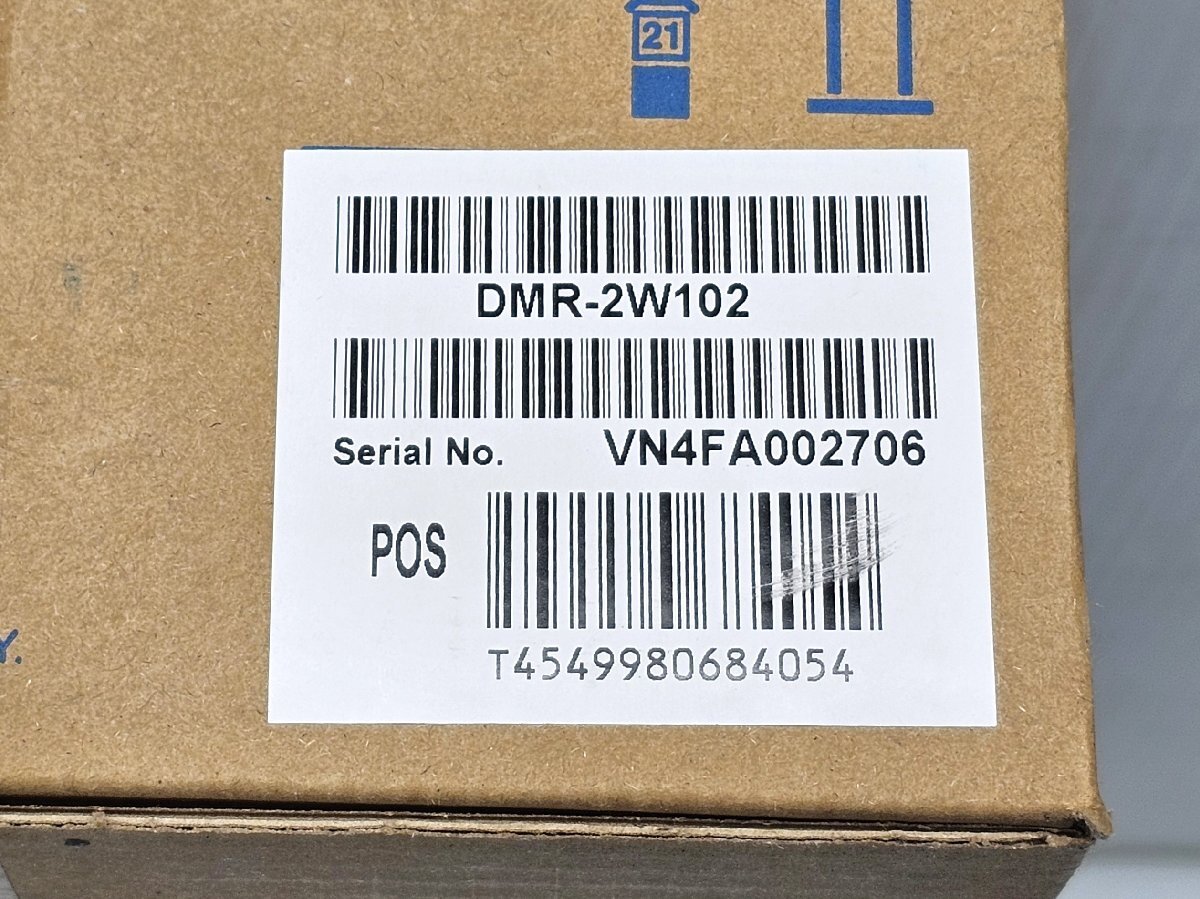 21
DMR-2W102
Serial No. VN4FA002706
POS
T4549980684054
Y.